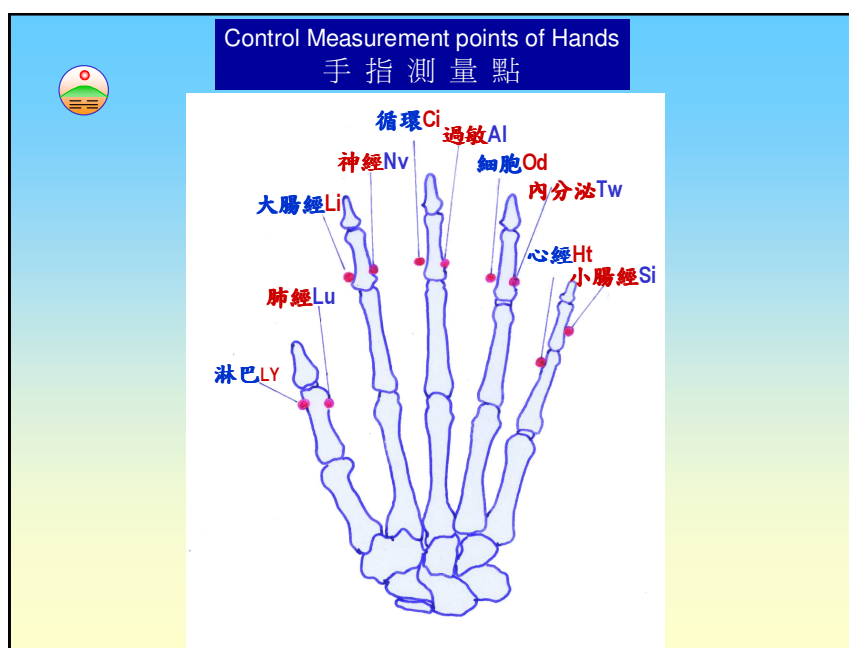 Control Measurement points of Hands
手 指 測 量 點
循環Ci
過敏Al
神經Nv
細胞Od
內分泌Tw
大腸經Li
心經Ht
小腸經Si
肺經Lu
淋巴LY